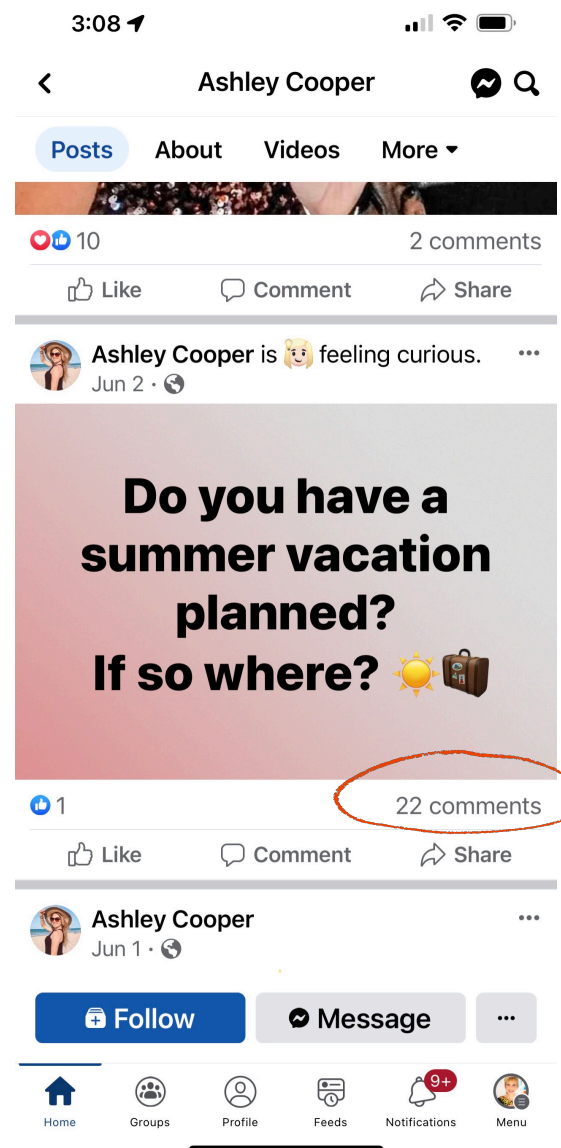 3:08
Ashley Cooper
Posts About Videos More
10 2 comments
Like Comment Share
Ashley Cooper is feeling curious.
Jun 2 ·
Do you have a
summer vacation
planned?
If so where?
1 22 comments
Like Comment Share
Ashley Cooper
Jun 1 ·
Follow Message
9+
Home Groups Profile Feeds Notifications Menu